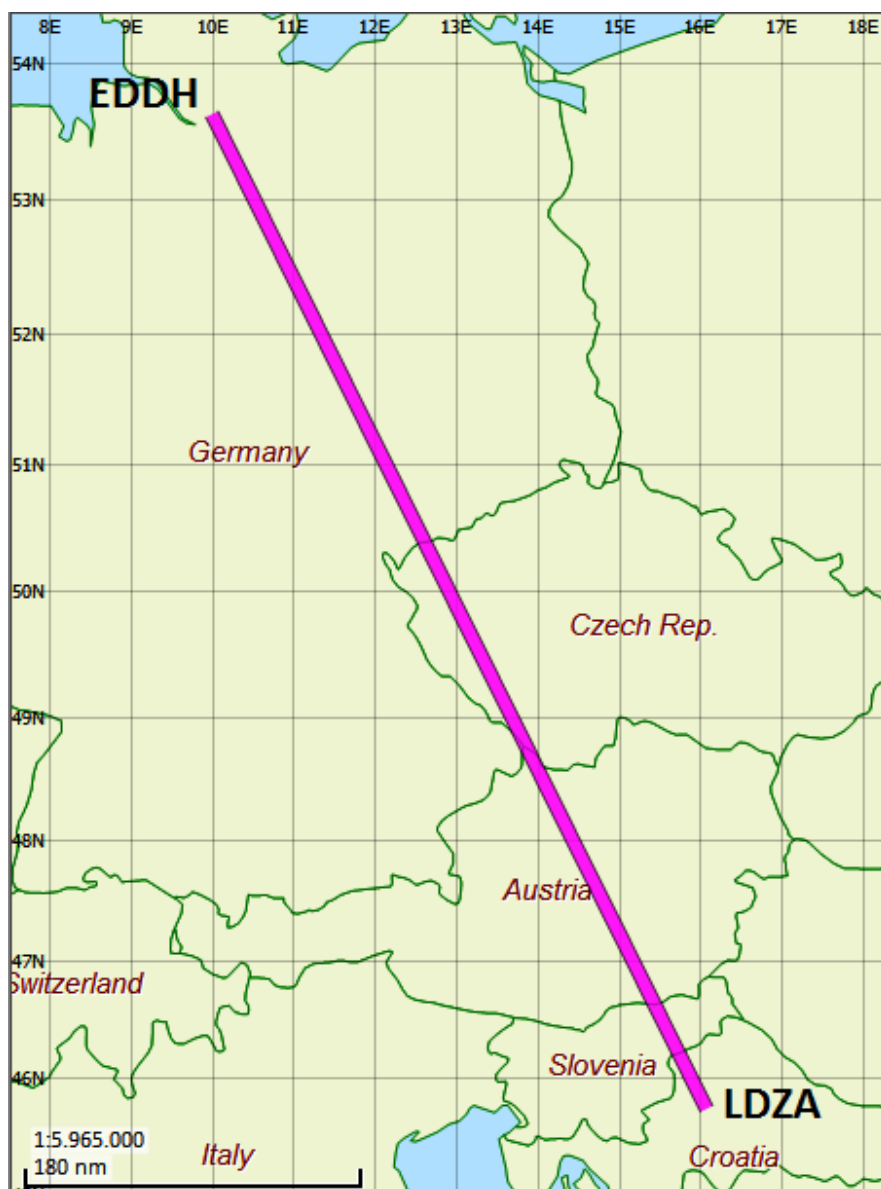 8E 9E 10E 11E 12E 13E 14E 15E 16E 17E 18E
54N
EDDH
53N
52N
Germany
51N
50N
Czech Rep.
49N
48N
Austria
47N
Switzerland
Slovenia
46N
LDZA
1:5.965.000
180 nm
Italy
Croatia